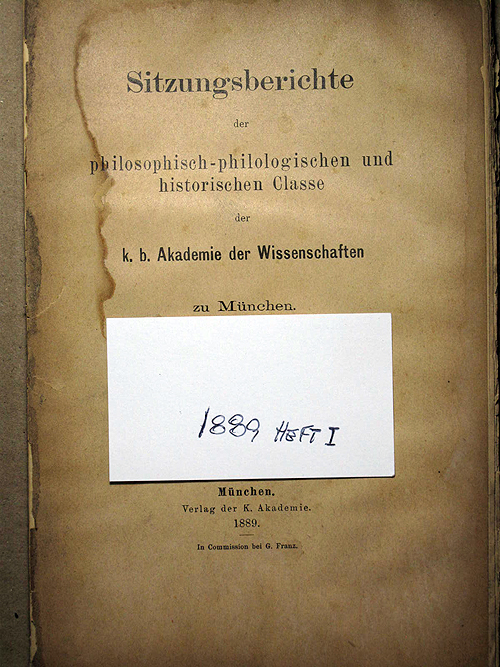 Sitzungsberichte
der
philosophisch-philologischen und
historischen Classe
der
k. b. Akademie der Wissenschaften
zu München.
1889 HEFT I
München.
Verlag der K. Akademie.
1889.
In Commission bei G. Franz.